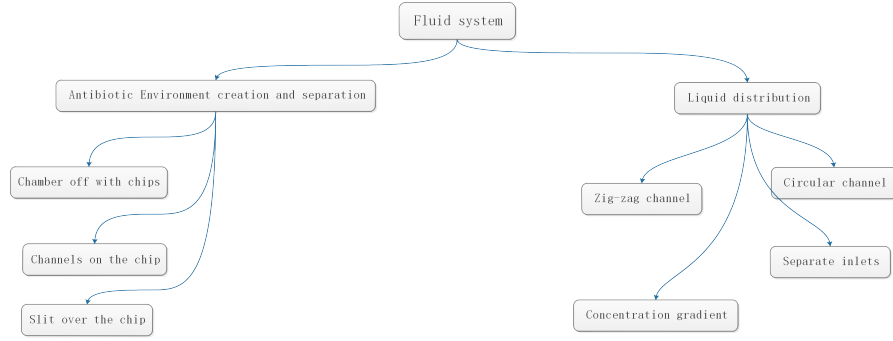 Fluid system
Antibiotic Environment creation and separation
Liquid distribution
Chamber off with chips
Circular channel
Zig-zag channel
Channels on the chip
Separate inlets
Slit over the chip
Concentration gradient